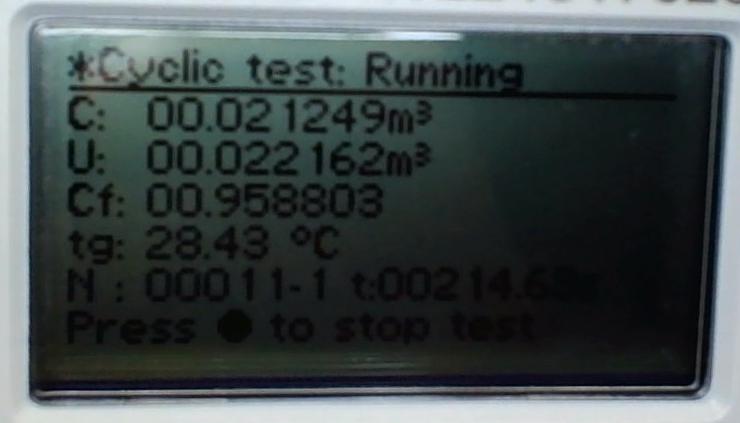 *Cyclic test: Running
C: 00.021249m³
U: 00.022162m³
Cf: 00.958803
tg: 28.43 °C
N : 00011-1
Press ● to stop test